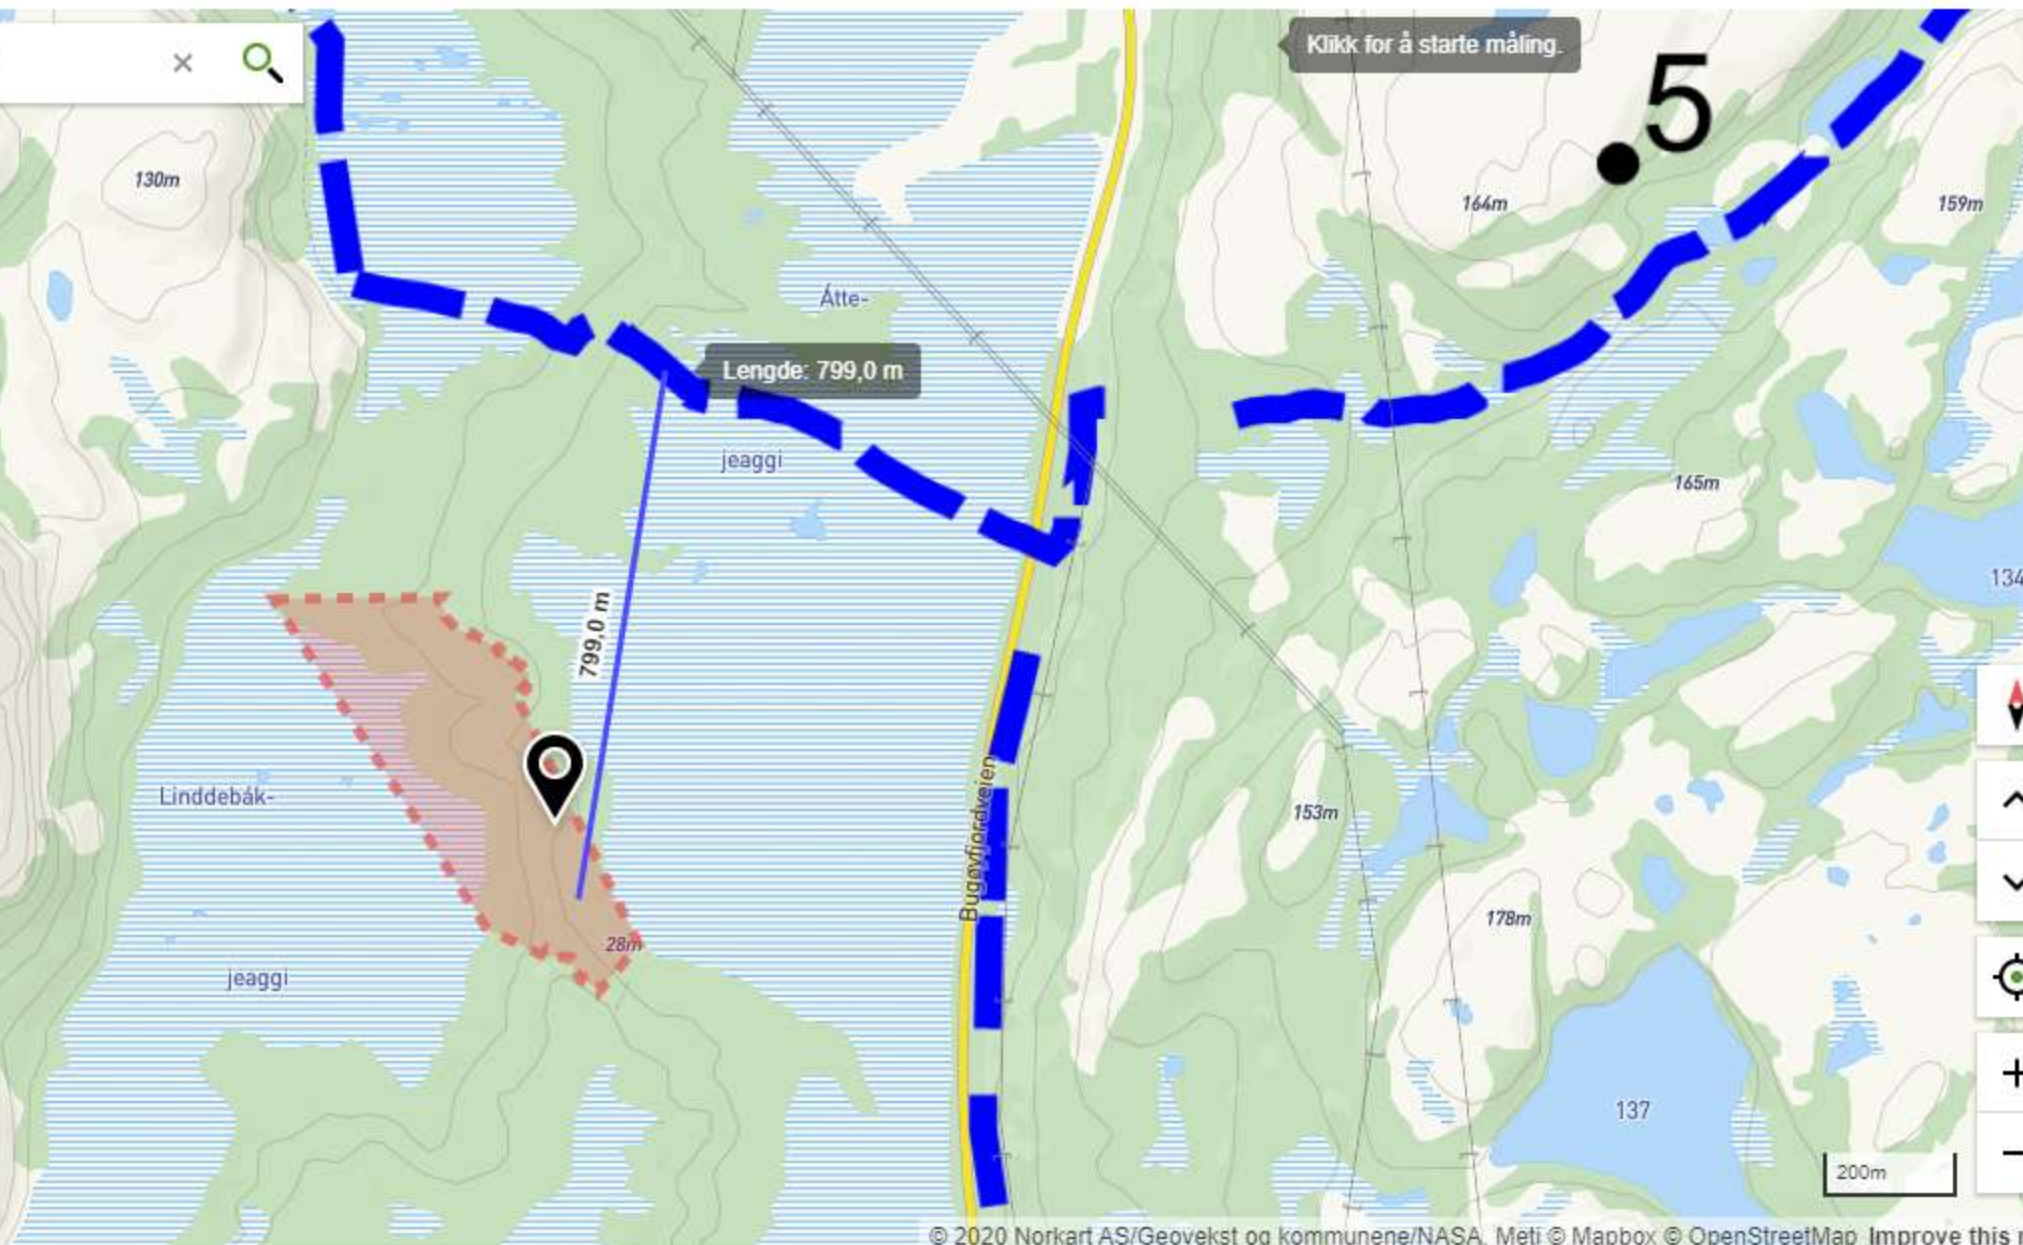 Klikk for å starte måling.
5
130m
164m
159m
Átte-
Lengde: 799,0 m
jeaggi
165m
134
799,0 m
Linddebák-
153m
Bugøyfjordveien
178m
28m
jeaggi
137
200m
© 2020 Norkart AS/Geovekst og kommunene/NASA, Meti © Mapbox © OpenStreetMap Improve this